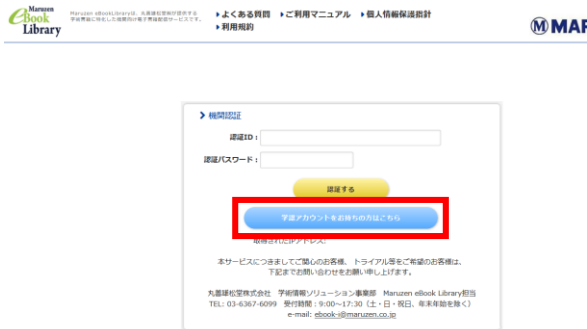 Maruzen
eBook
Library
Maruzen eBookLibraryは、丸善雄松堂が提供する
学術書籍に特化した機関向け電子書籍配信サービスです。
よくある質問 ご利用マニュアル 個人情報保護指針
利用規約
M MAR
機関認証
認証ID：
認証パスワード：
認証する
学認アカウントをお持ちの方はこちら
取得されたIPアドレス:
本サービスにつきましてご関心のお客様、トライアル等をご希望のお客様は、
下記までお問い合わせをお願い申し上げます。
丸善雄松堂株式会社 学術情報ソリューション事業部 Maruzen eBook Library担当
TEL: 03-6367-6099 受付時間：9:00～17:30（土・日・祝日、年末年始を除く）
e-mail: ebook-i@maruzen.co.jp